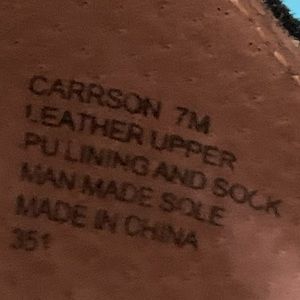 CARRSON 7M
LEATHER UPPER
PU LINING AND SOCK
MAN MADE SOLE
MADE IN CHINA
351